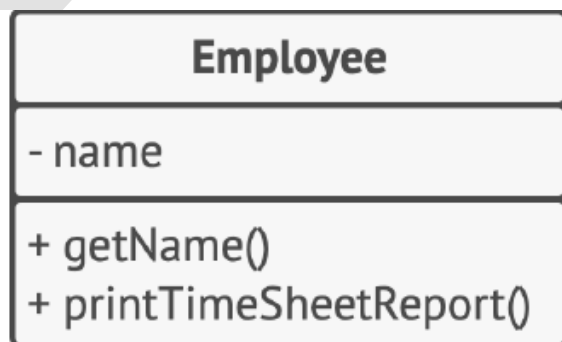 Employee
- name
+ getName()
+ printTimeSheetReport()